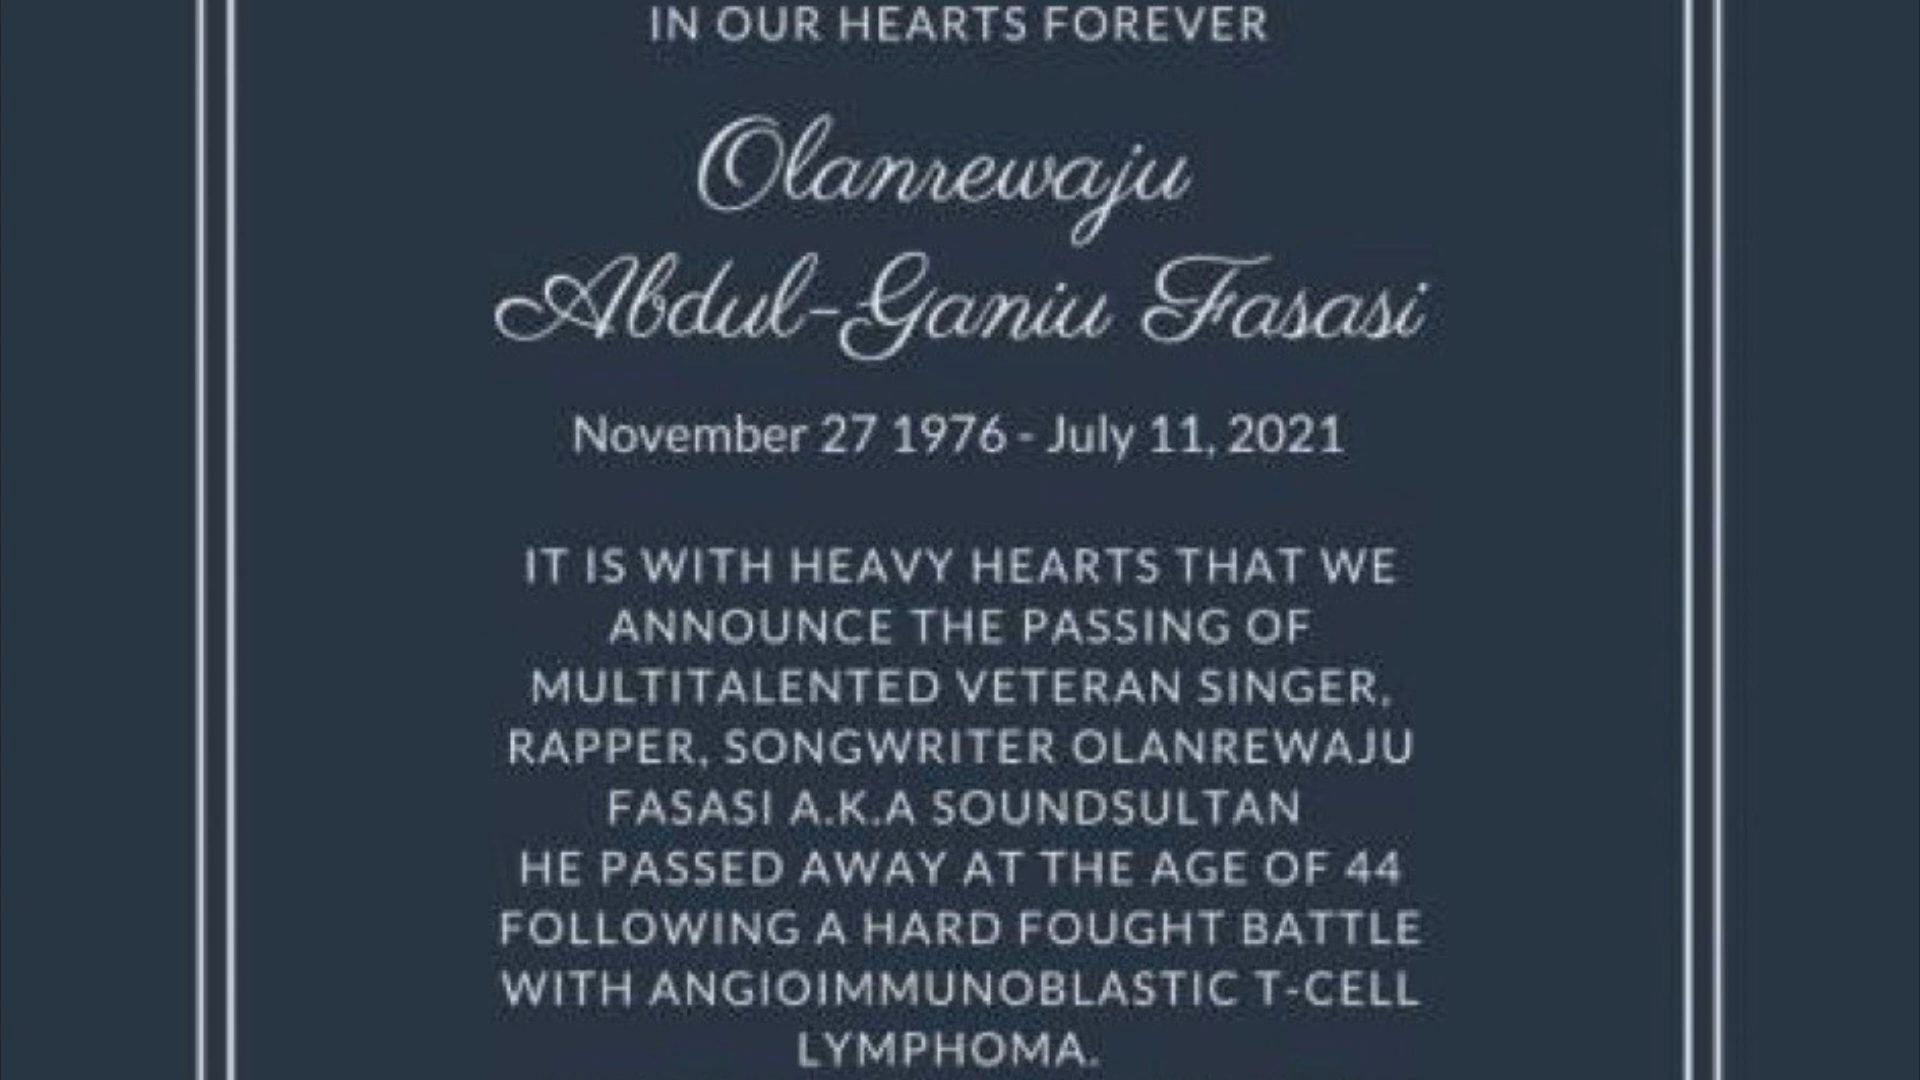 IN OUR HEARTS FOREVER
Olanrewaju
Abdul-Ganiu Fasasi
November 27 1976 - July 11, 2021
IT IS WITH HEAVY HEARTS THAT WE
ANNOUNCE THE PASSING OF
MULTITALENTED VETERAN SINGER,
RAPPER, SONGWRITER OLANREWAJU
FASASI A.K.A SOUNDSULTAN
HE PASSED AWAY AT THE AGE OF 44
FOLLOWING A HARD FOUGHT BATTLE
WITH ANGIOIMMUNOBLASTIC T-CELL
LYMPHOMA.